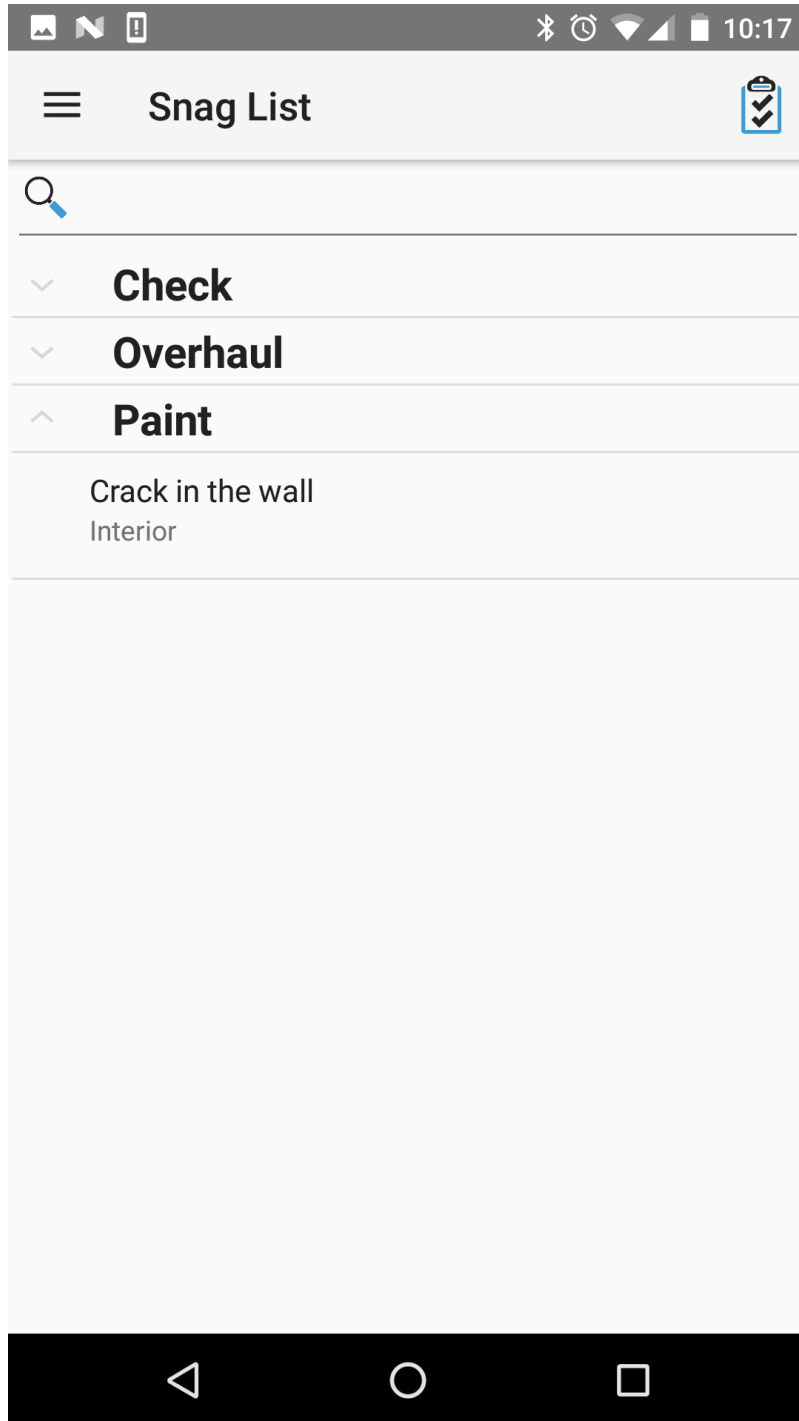 10:17
Snag List
Check
Overhaul
Paint
Crack in the wall
Interior